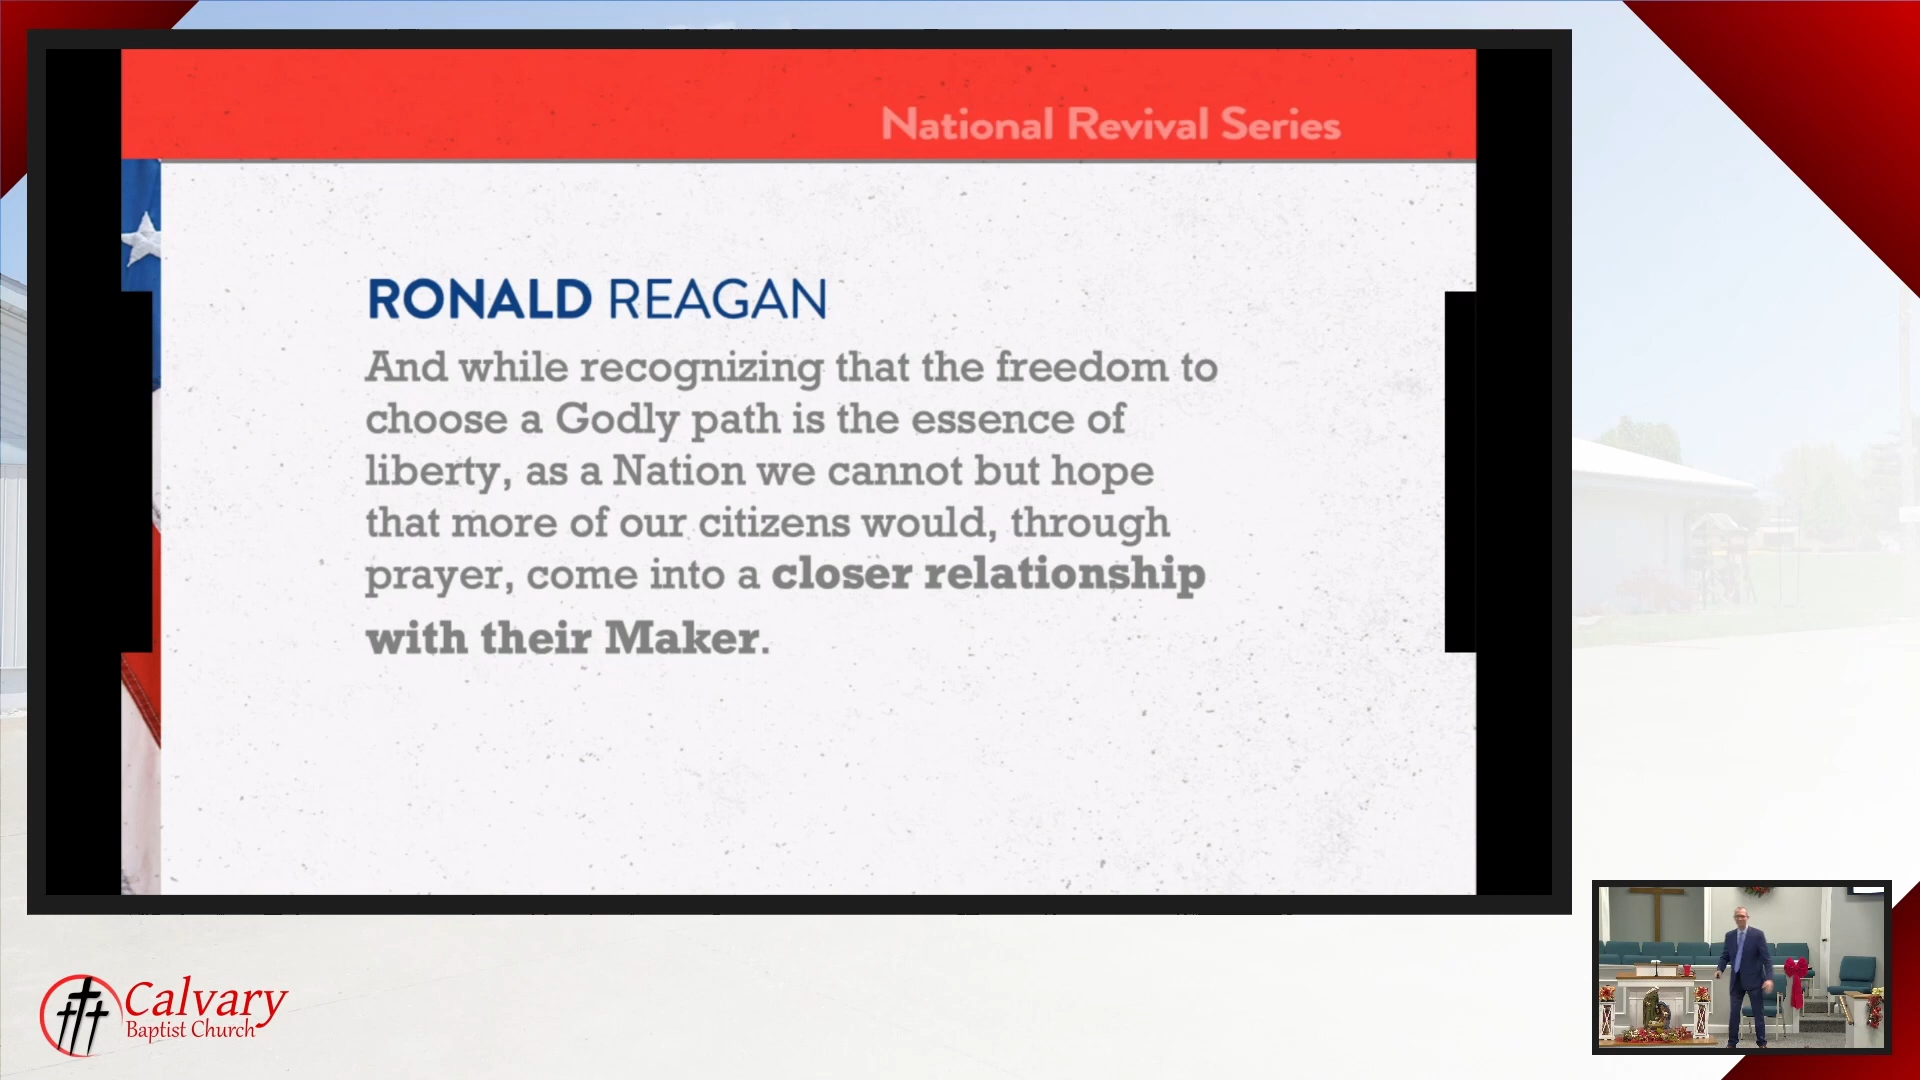 National Revival Series
RONALD REAGAN
And while recognizing that the freedom to
choose a Godly path is the essence of
liberty, as a Nation we cannot but hope
that more of our citizens would, through
prayer, come into a closer relationship
with their Maker.
Calvary
Baptist Church